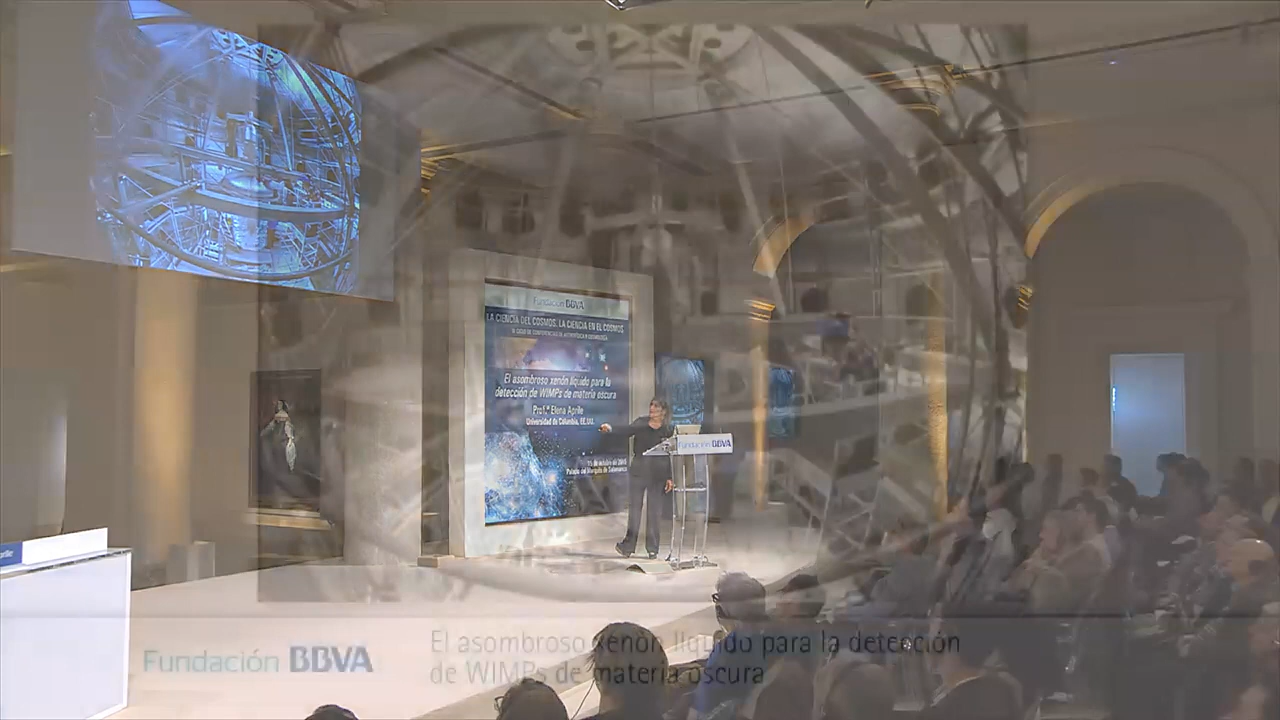 Fundación BBVA
LA CIENCIA DEL COSMOS, LA CIENCIA EN EL COSMOS
El asombroso xenón líquido para la
detección de WIMPs de materia oscura
Prof.ª Elena Aprile
Universidad de Columbia, EE.UU.
Palacio del Marqués de Salamanca
Fundación BBVA
Fundación BBVA
El asombroso xenón líquido para la detección
de WIMPs de materia oscura